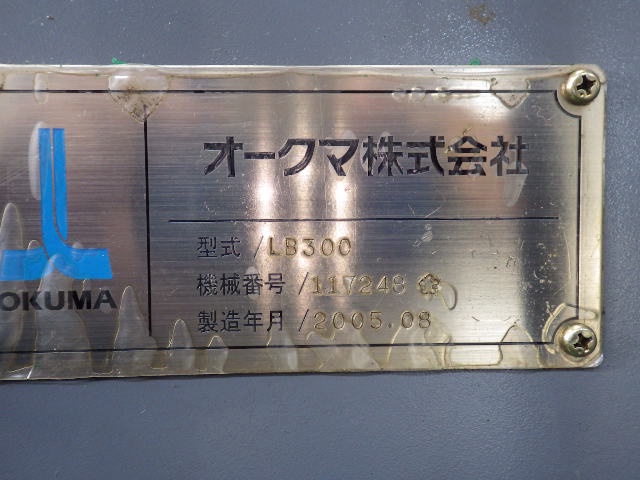 オークマ株式会社
型式/LB300
機械番号/117248
製造年月/2005.08
OKUMA